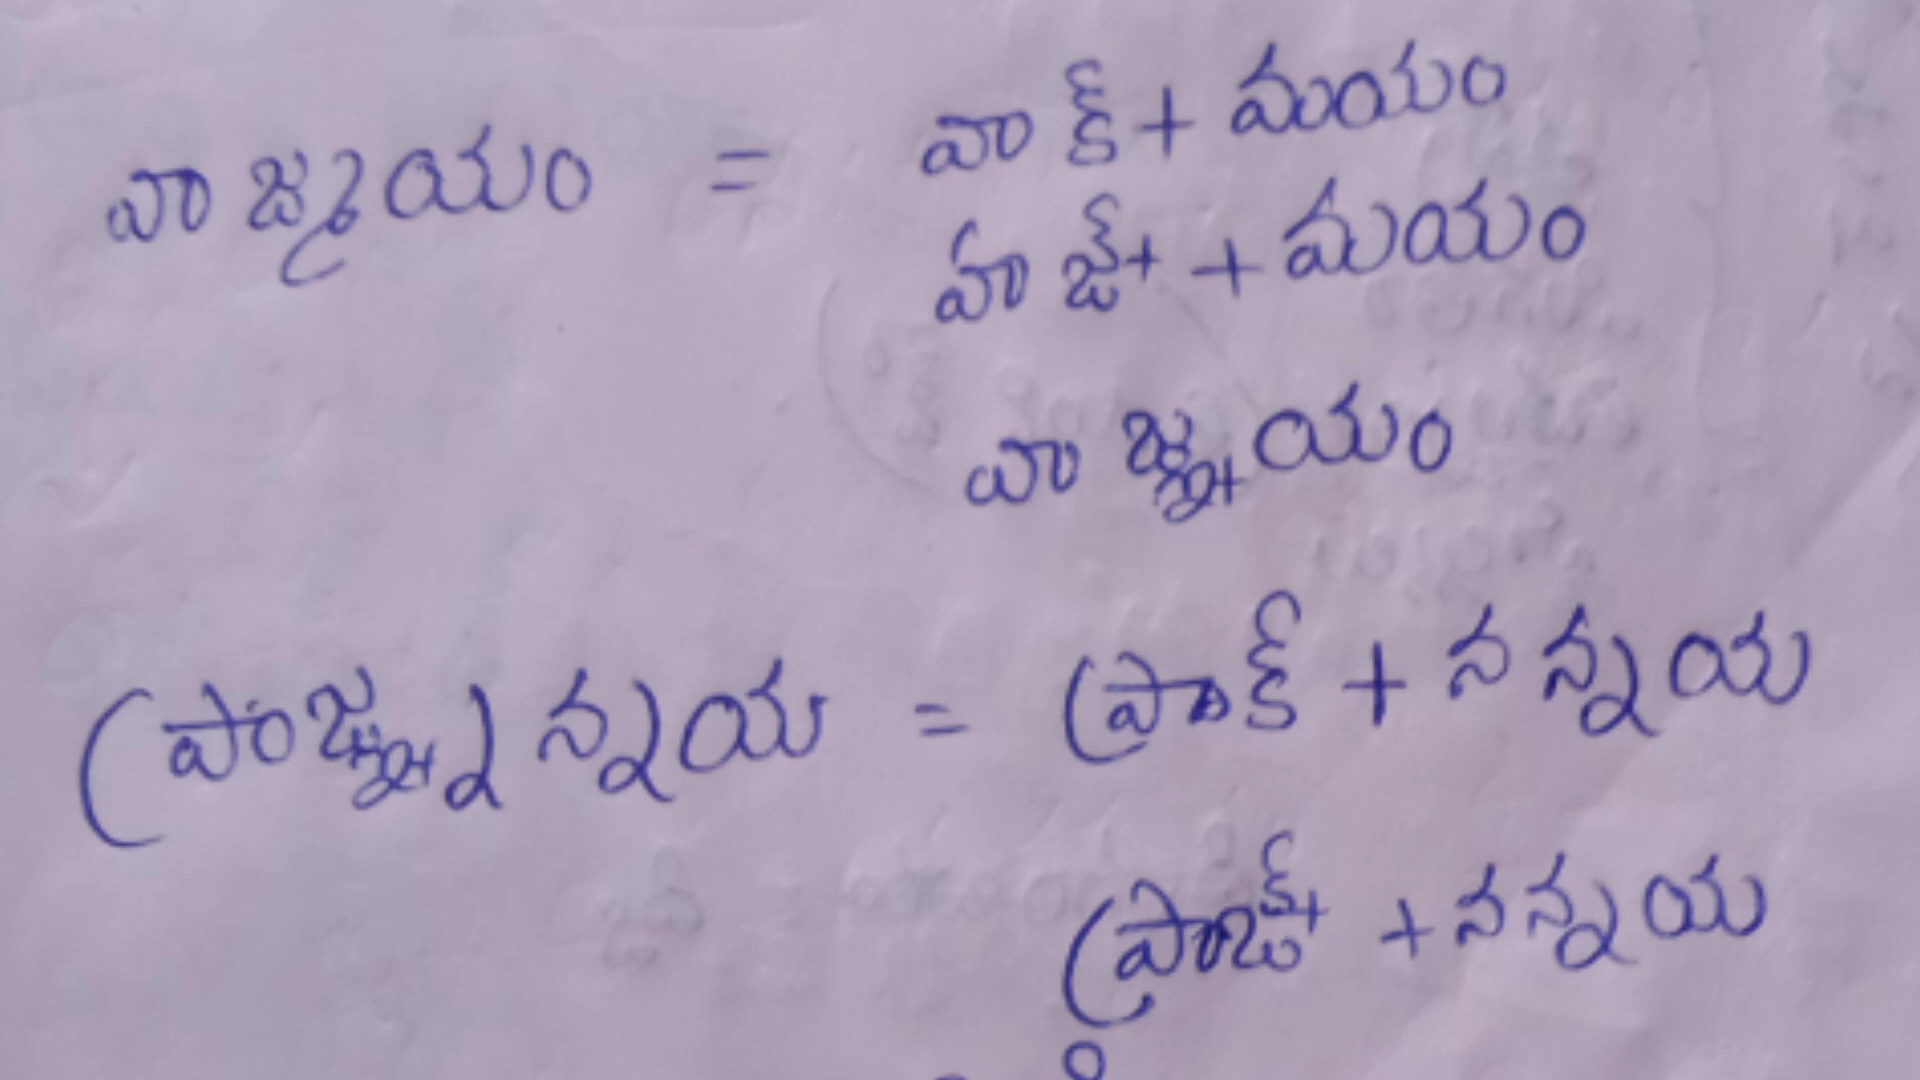 వాఙ్మయం = వాక్ + మయం
వాఙ్ + మయం
వాఙ్మయం
ప్రాఙ్నన్నయ = ప్రాక్ + నన్నయ
ప్రాఙ్ + నన్నయ